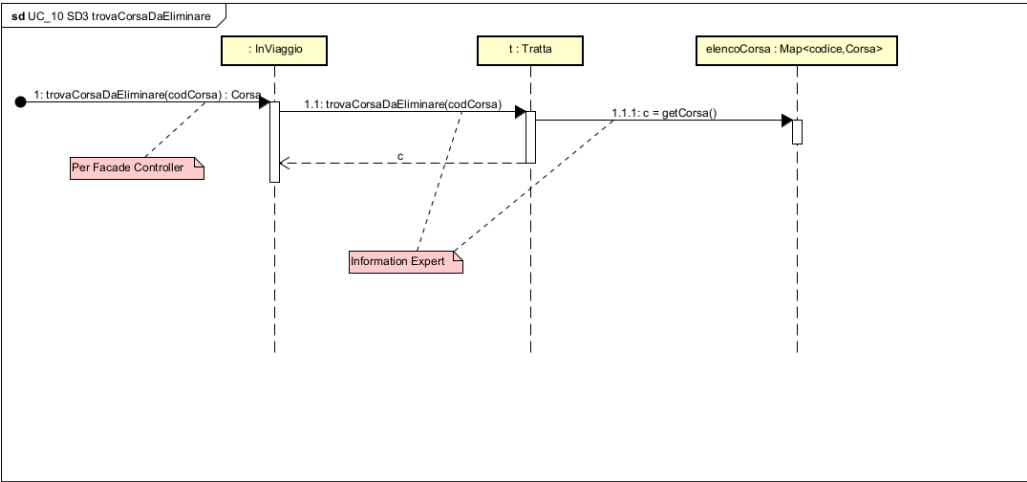 sd UC_10 SD3 trovaCorsaDaEliminare
: InViaggio
t : Tratta
elencoCorsa : Map<codice,Corsa>
1: trovaCorsaDaEliminare(codCorsa) : Corsa
1.1: trovaCorsaDaEliminare(codCorsa)
1.1.1: c = getCorsa()
c
Per Facade Controller
Information Expert